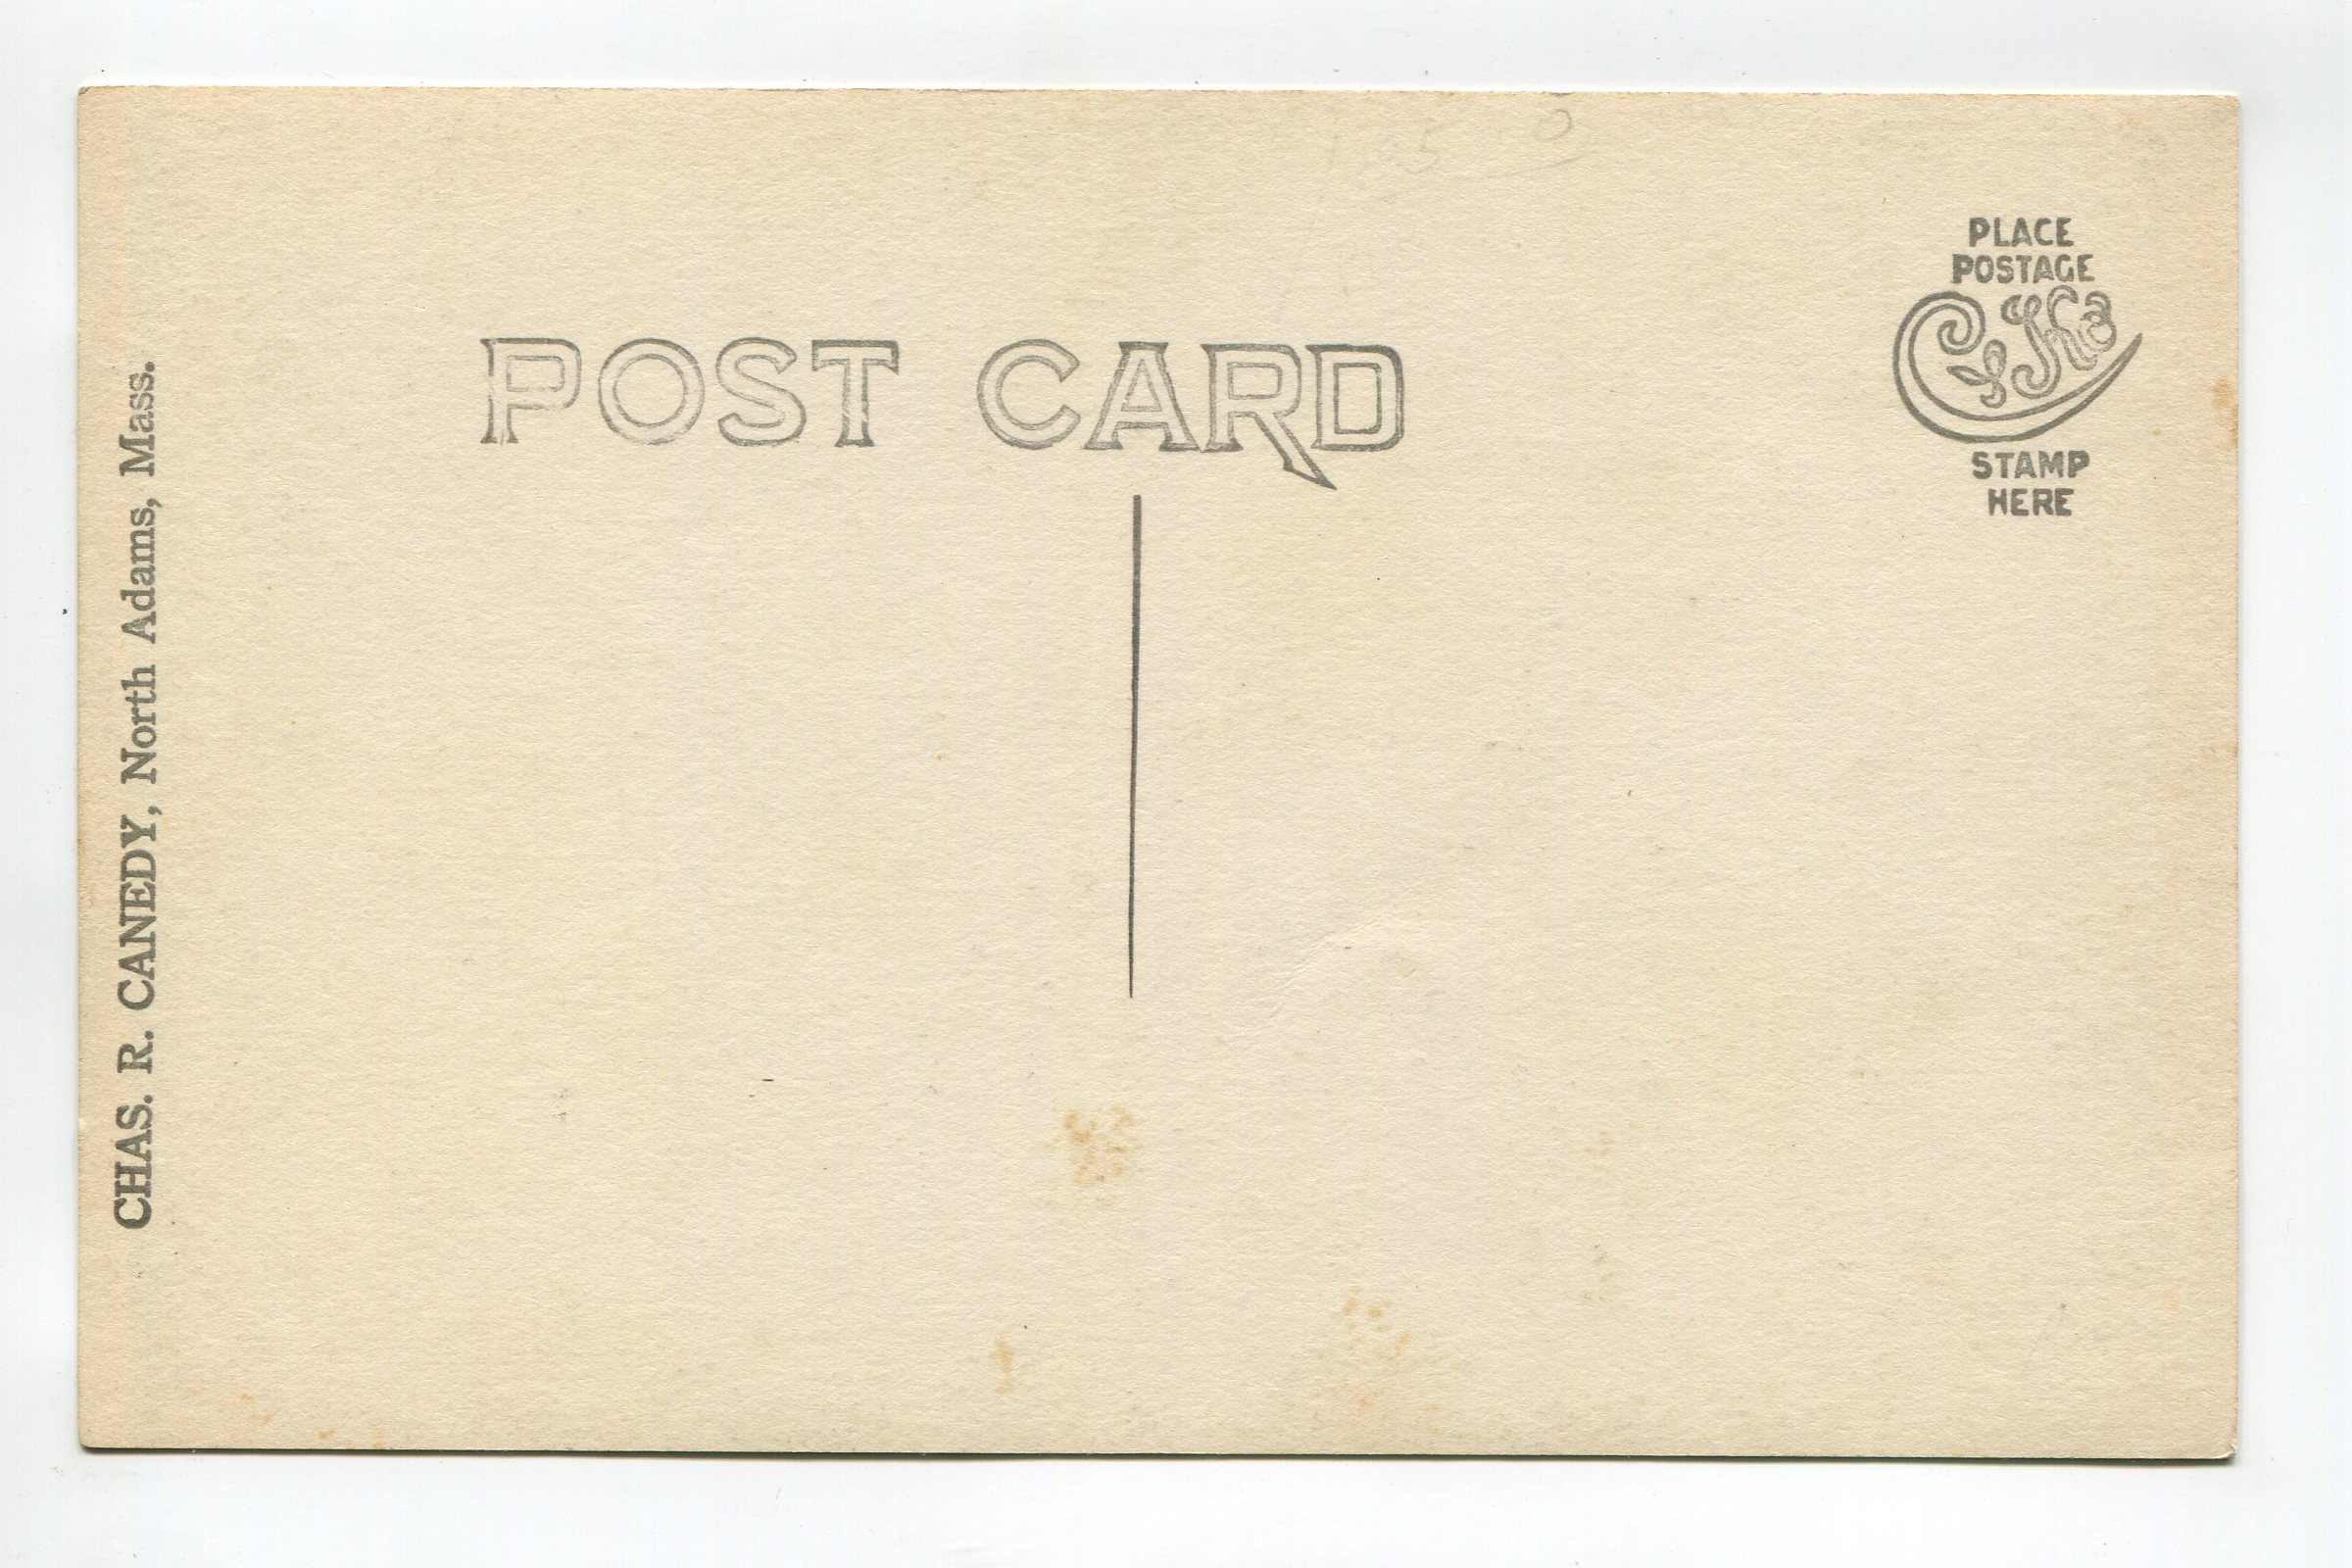 PLACE
POSTAGE
STAMP
HERE
POST CARD
CHAS. R. CANEDY, North Adams, Mass.